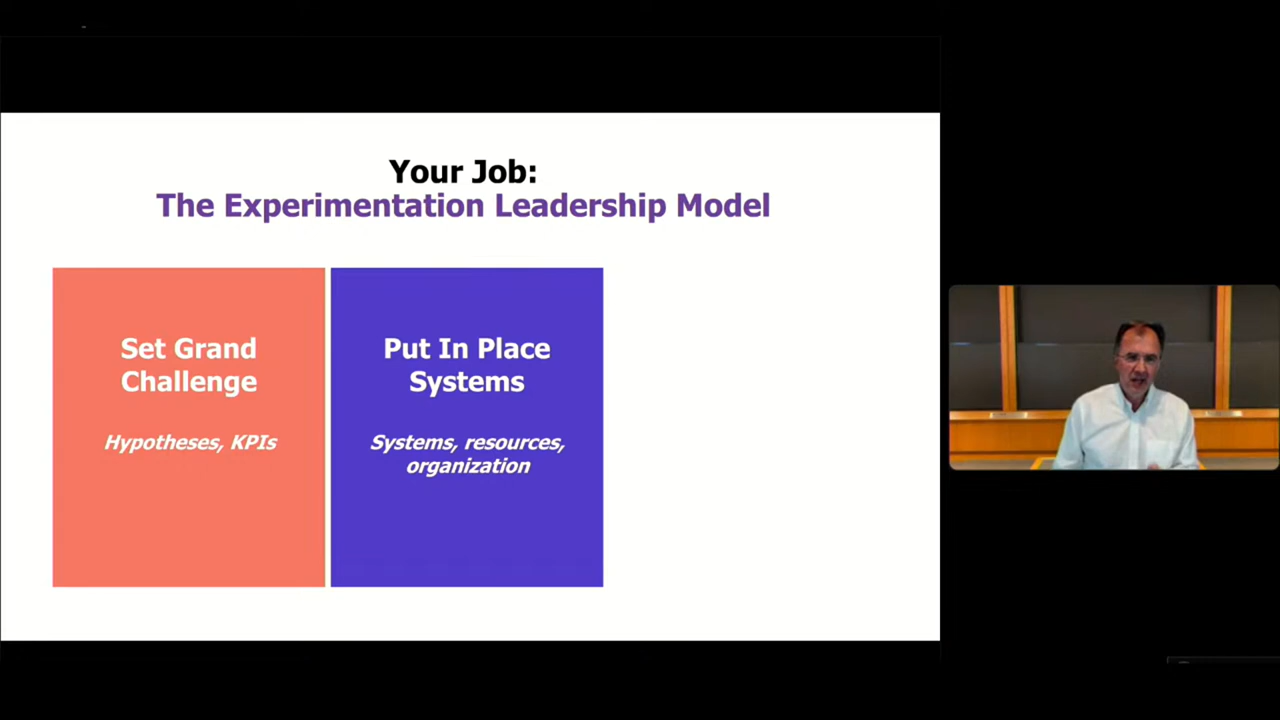 Your Job:
The Experimentation Leadership Model
Set Grand
Challenge
Hypotheses, KPIs
Put In Place
Systems
Systems, resources,
organization